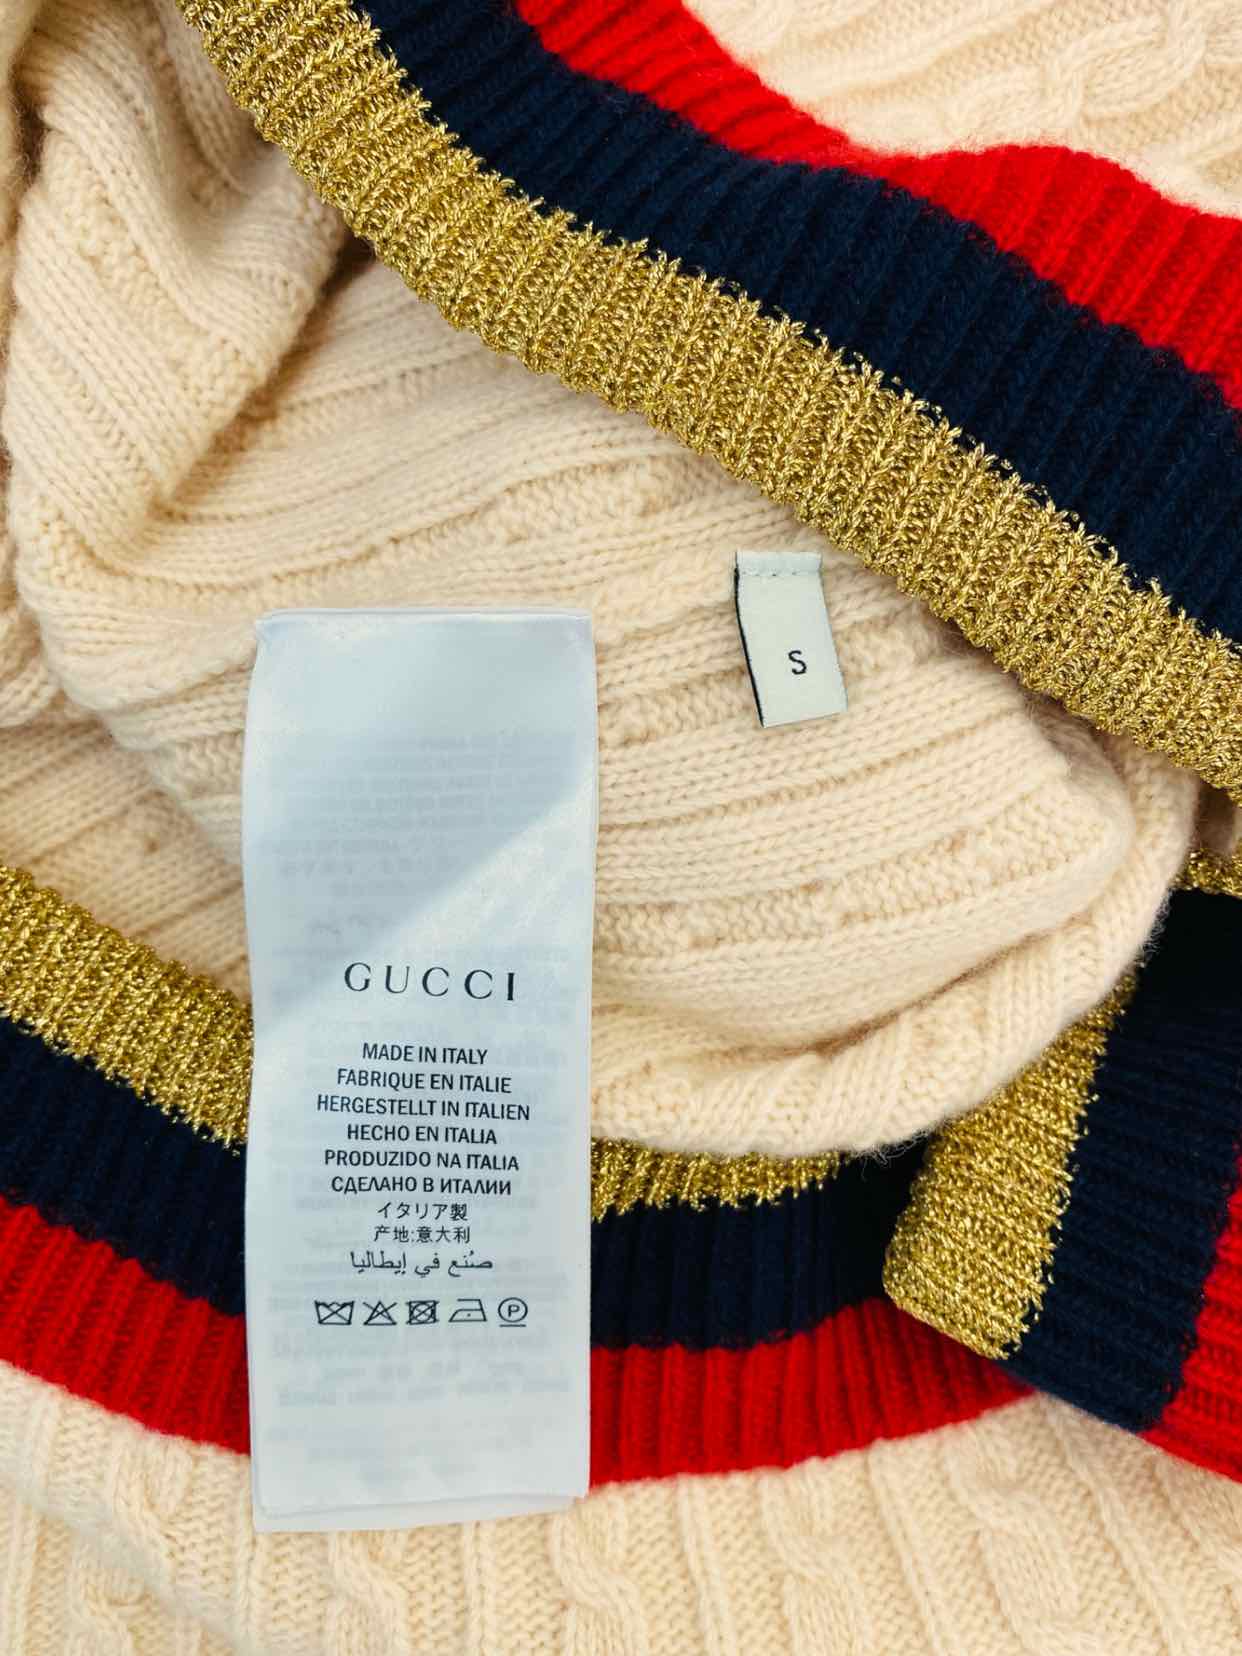 S
GUCCI
MADE IN ITALY
FABRIQUE EN ITALIE
HERGESTELLT IN ITALIEN
HECHO EN ITALIA
PRODUZIDO NA ITALIA
СДЕЛАНО В ИТАЛИИ
イタリア製
产地:意大利
صُنع في إيطاليا
P